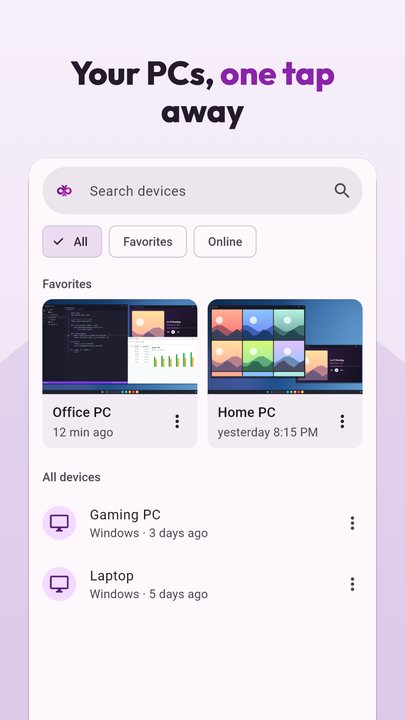 Your PCs, one tap
away
Search devices
All
Favorites
Online
Favorites
Office PC
12 min ago
Home PC
yesterday 8:15 PM
All devices
Gaming PC
Windows · 3 days ago
Laptop
Windows · 5 days ago